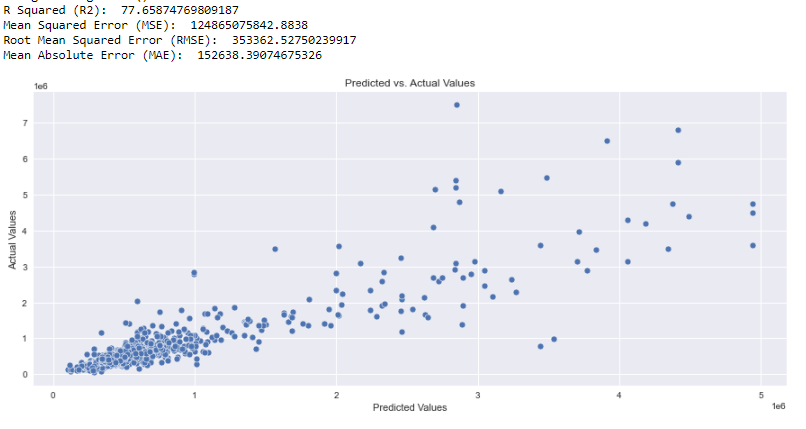 R Squared (R2):  77.65874769809187
Mean Squared Error (MSE):  124865075842.8838
Root Mean Squared Error (RMSE):  353362.52750239917
Mean Absolute Error (MAE):  152638.39074675326
Predicted vs. Actual Values
1e6
7
6
5
4
3
2
1
0
Actual Values
0 1 2 3 4 5
1e6
Predicted Values